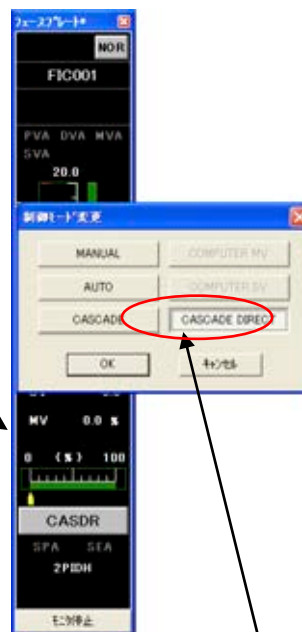 フェースプレート
NOR
FIC001
PVA DVA MVA
SVA
20.0
制御モード変更
MANUAL
COMPUTER MV
AUTO
COMPUTER SV
CASCADE
CASCADE DIRECT
OK
キャンセル
MV 0.0 %
0 (%) 100
CASDR
SPA SEA
2PIDH
モニタ停止